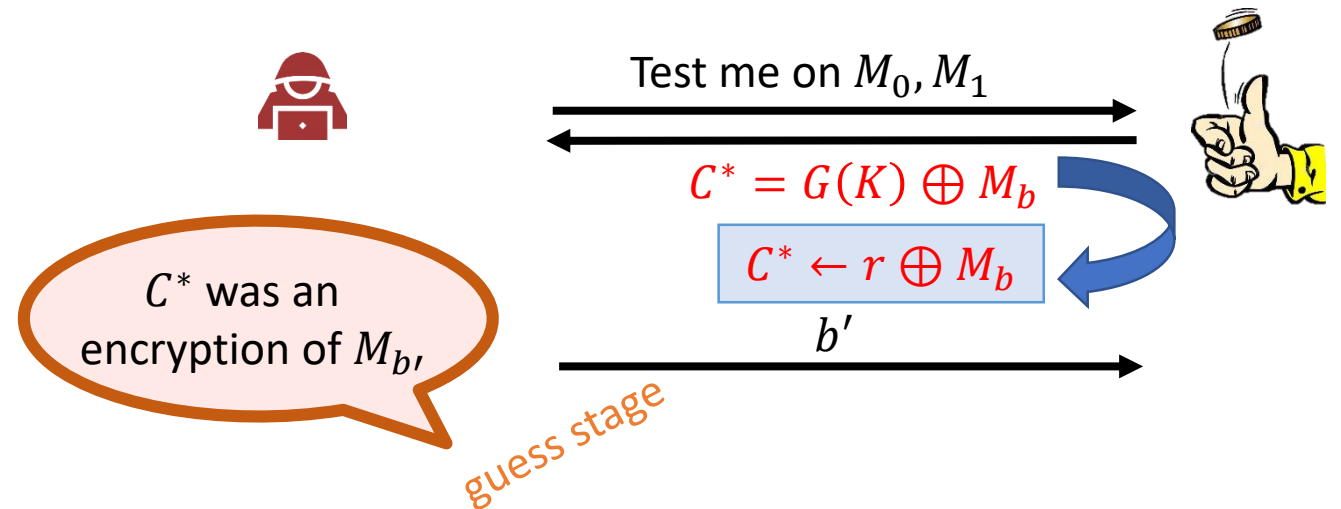 Test me on 𝑀₀, 𝑀₁
𝐶* = 𝐺(𝐾) ⊕ 𝑀_b
𝐶* ← 𝑟 ⊕ 𝑀_b
𝑏′
𝐶* was an
encryption of 𝑀_b′
guess stage